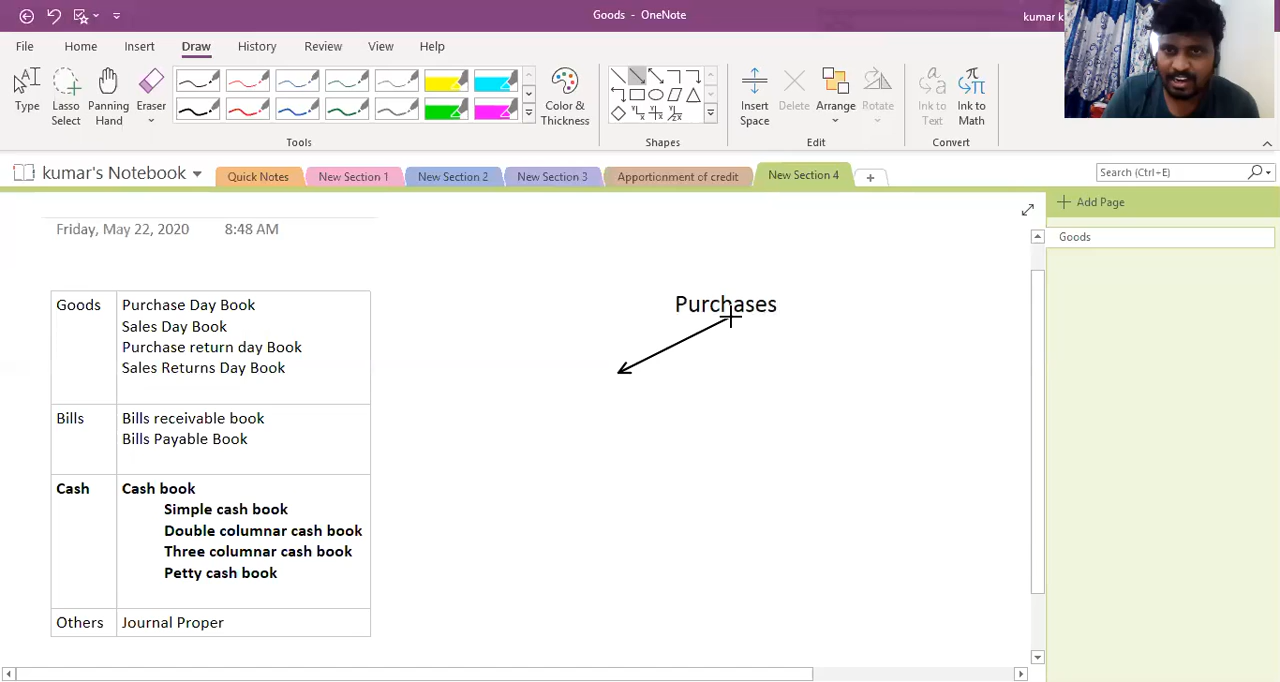 Goods - OneNote
kumar k
File Home Insert Draw History Review View Help
Type
Lasso Select
Panning Hand
Eraser
Color & Thickness
Insert Space
Delete
Arrange
Rotate
Ink to Text
Ink to Math
Tools Shapes Edit Convert
kumar's Notebook Quick Notes New Section 1 New Section 2 New Section 3 Apportionment of credit New Section 4 Search (Ctrl+E)
Add Page
Goods
Friday, May 22, 2020 8:48 AM
Purchases
Goods Purchase Day Book
Sales Day Book
Purchase return day Book
Sales Returns Day Book
Bills Bills receivable book
Bills Payable Book
Cash Cash book
Simple cash book
Double columnar cash book
Three columnar cash book
Petty cash book
Others Journal Proper